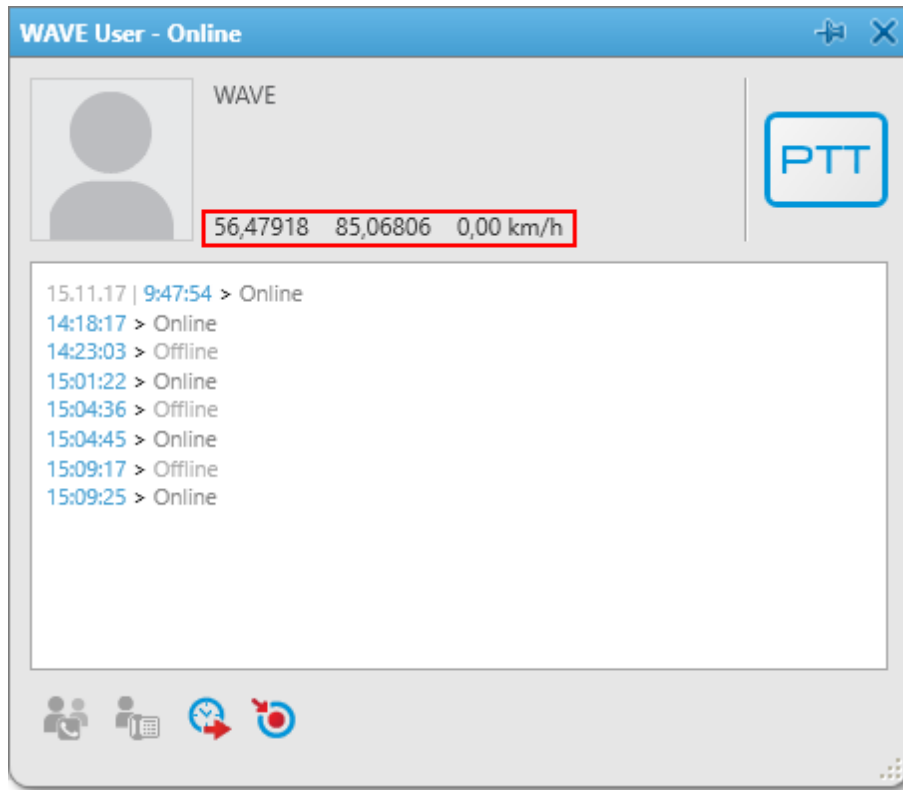 WAVE User - Online
WAVE
PTT
56,47918 85,06806 0,00 km/h
15.11.17 | 9:47:54 > Online
14:18:17 > Online
14:23:03 > Offline
15:01:22 > Online
15:04:36 > Offline
15:04:45 > Online
15:09:17 > Offline
15:09:25 > Online